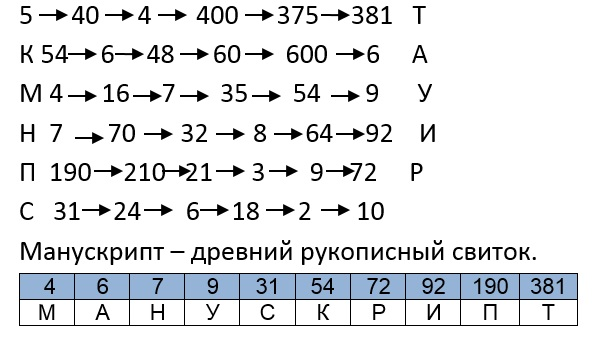 5 → 40 → 4 → 400 → 375 → 381 Т
К 54 → 6 → 48 → 60 → 600 → 6 А
М 4 → 16 → 7 → 35 → 54 → 9 У
Н 7 → 70 → 32 → 8 → 64 → 92 И
П 190 → 210 → 21 → 3 → 9 → 72 Р
С 31 → 24 → 6 → 18 → 2 → 10
Манускрипт – древний рукописный свиток.
4 6 7 9 31 54 72 92 190 381
М А Н У С К Р И П Т